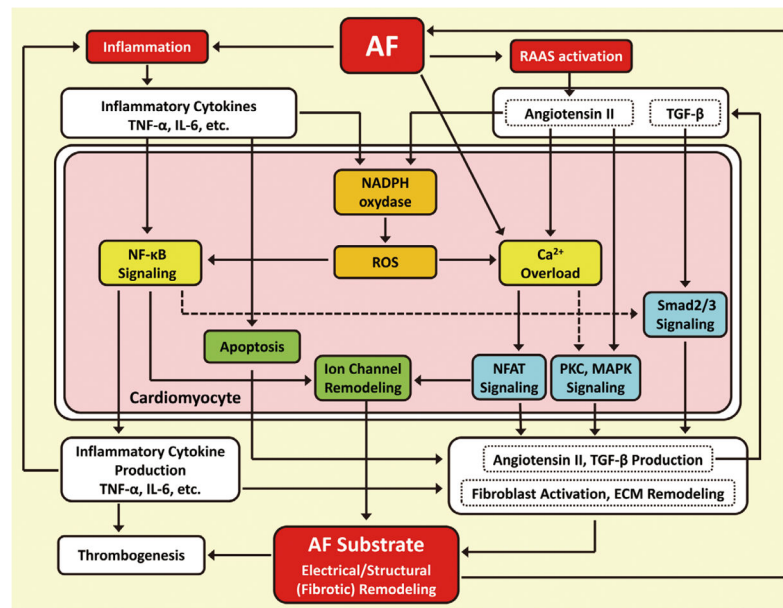 AF
Inflammation
RAAS activation
Inflammatory Cytokines
TNF-α, IL-6, etc.
Angiotensin II
TGF-β
NADPH
oxydase
NF-κB
Signaling
ROS
Ca²⁺
Overload
Smad2/3
Signaling
Apoptosis
Ion Channel
Remodeling
NFAT
Signaling
PKC, MAPK
Signaling
Cardiomyocyte
Inflammatory Cytokine
Production
TNF-α, IL-6, etc.
Angiotensin II, TGF-β Production
Fibroblast Activation, ECM Remodeling
Thrombogenesis
AF Substrate
Electrical/Structural
(Fibrotic) Remodeling